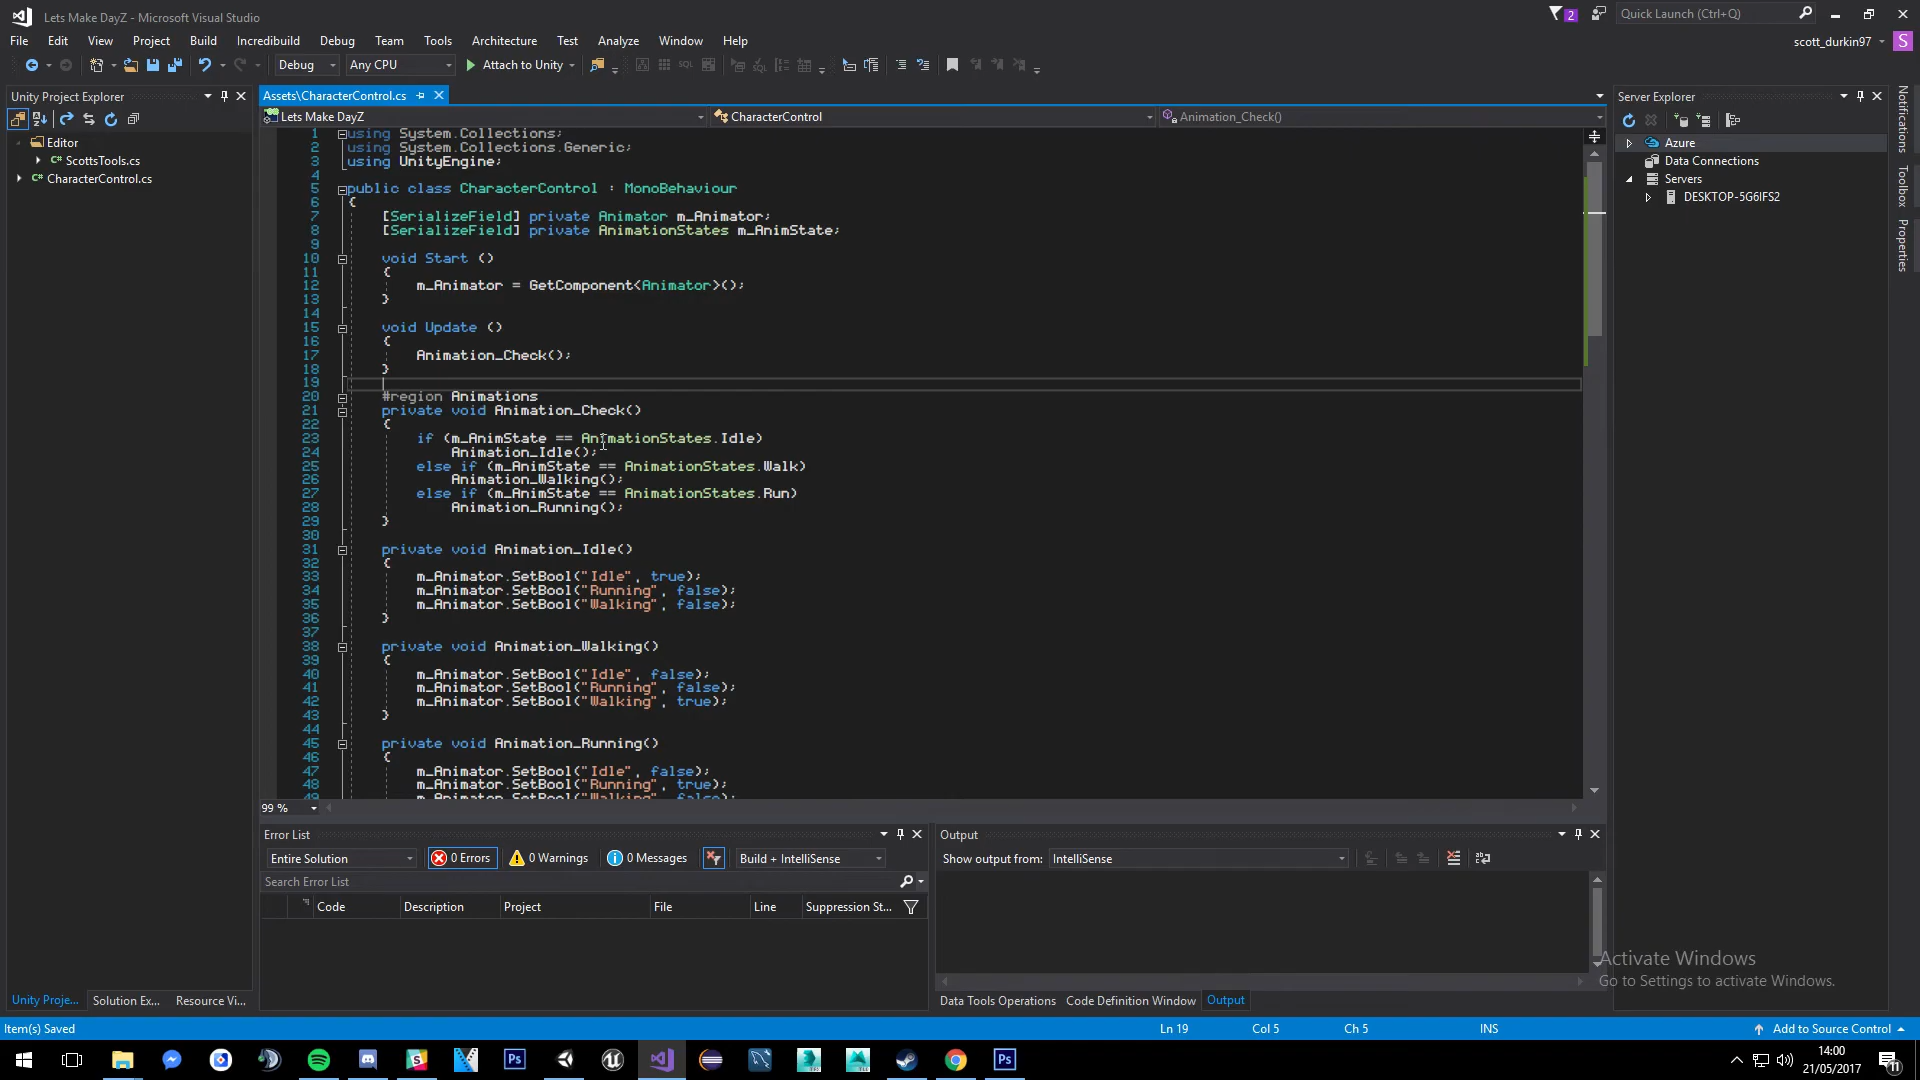 Lets Make DayZ - Microsoft Visual Studio
2
Quick Launch (Ctrl+Q)
File Edit View Project Build Incredibuild Debug Team Tools Architecture Test Analyze Window Help
scott_durkin97 S
Debug Any CPU Attach to Unity
Unity Project Explorer
Editor
C# ScottsTools.cs
C# CharacterControl.cs
Assets\CharacterControl.cs
Lets Make DayZ CharacterControl Animation_Check()
1 using System.Collections;
2 using System.Collections.Generic;
3 using UnityEngine;
4
5 public class CharacterControl : MonoBehaviour
6 {
7 [SerializeField] private Animator m_Animator;
8 [SerializeField] private AnimationStates m_AnimState;
9
10 void Start ()
11 {
12 m_Animator = GetComponent<Animator>();
13 }
14
15 void Update ()
16 {
17 Animation_Check();
18 }
19
20 #region Animations
21 private void Animation_Check()
22 {
23 if (m_AnimState == AnimationStates.Idle)
24 Animation_Idle();
25 else if (m_AnimState == AnimationStates.Walk)
26 Animation_Walking();
27 else if (m_AnimState == AnimationStates.Run)
28 Animation_Running();
29 }
30
31 private void Animation_Idle()
32 {
33 m_Animator.SetBool("Idle", true);
34 m_Animator.SetBool("Running", false);
35 m_Animator.SetBool("Walking", false);
36 }
37
38 private void Animation_Walking()
39 {
40 m_Animator.SetBool("Idle", false);
41 m_Animator.SetBool("Running", false);
42 m_Animator.SetBool("Walking", true);
43 }
44
45 private void Animation_Running()
46 {
47 m_Animator.SetBool("Idle", false);
48 m_Animator.SetBool("Running", true);
49 m_Animator.SetBool("Walking", false);
99 %
Server Explorer
Azure
Data Connections
Servers
DESKTOP-5G6IFS2
Notifications
Toolbox
Properties
Error List
Entire Solution 0 Errors 0 Warnings 0 Messages Build + IntelliSense
Search Error List
Code Description Project File Line Suppression St...
Output
Show output from: IntelliSense
Activate Windows
Go to Settings to activate Windows.
Unity Proje... Solution Ex... Resource Vi...
Data Tools Operations Code Definition Window Output
Item(s) Saved Ln 19 Col 5 Ch 5 INS Add to Source Control
Ps Ps
14:00
21/05/2017
11